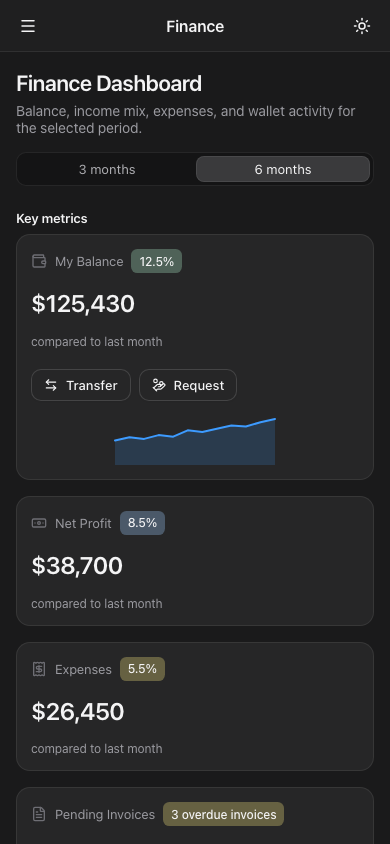 Finance
Finance Dashboard
Balance, income mix, expenses, and wallet activity for
the selected period.
3 months
6 months
Key metrics
My Balance
12.5%
$125,430
compared to last month
Transfer
Request
Net Profit
8.5%
$38,700
compared to last month
Expenses
5.5%
$26,450
compared to last month
Pending Invoices
3 overdue invoices